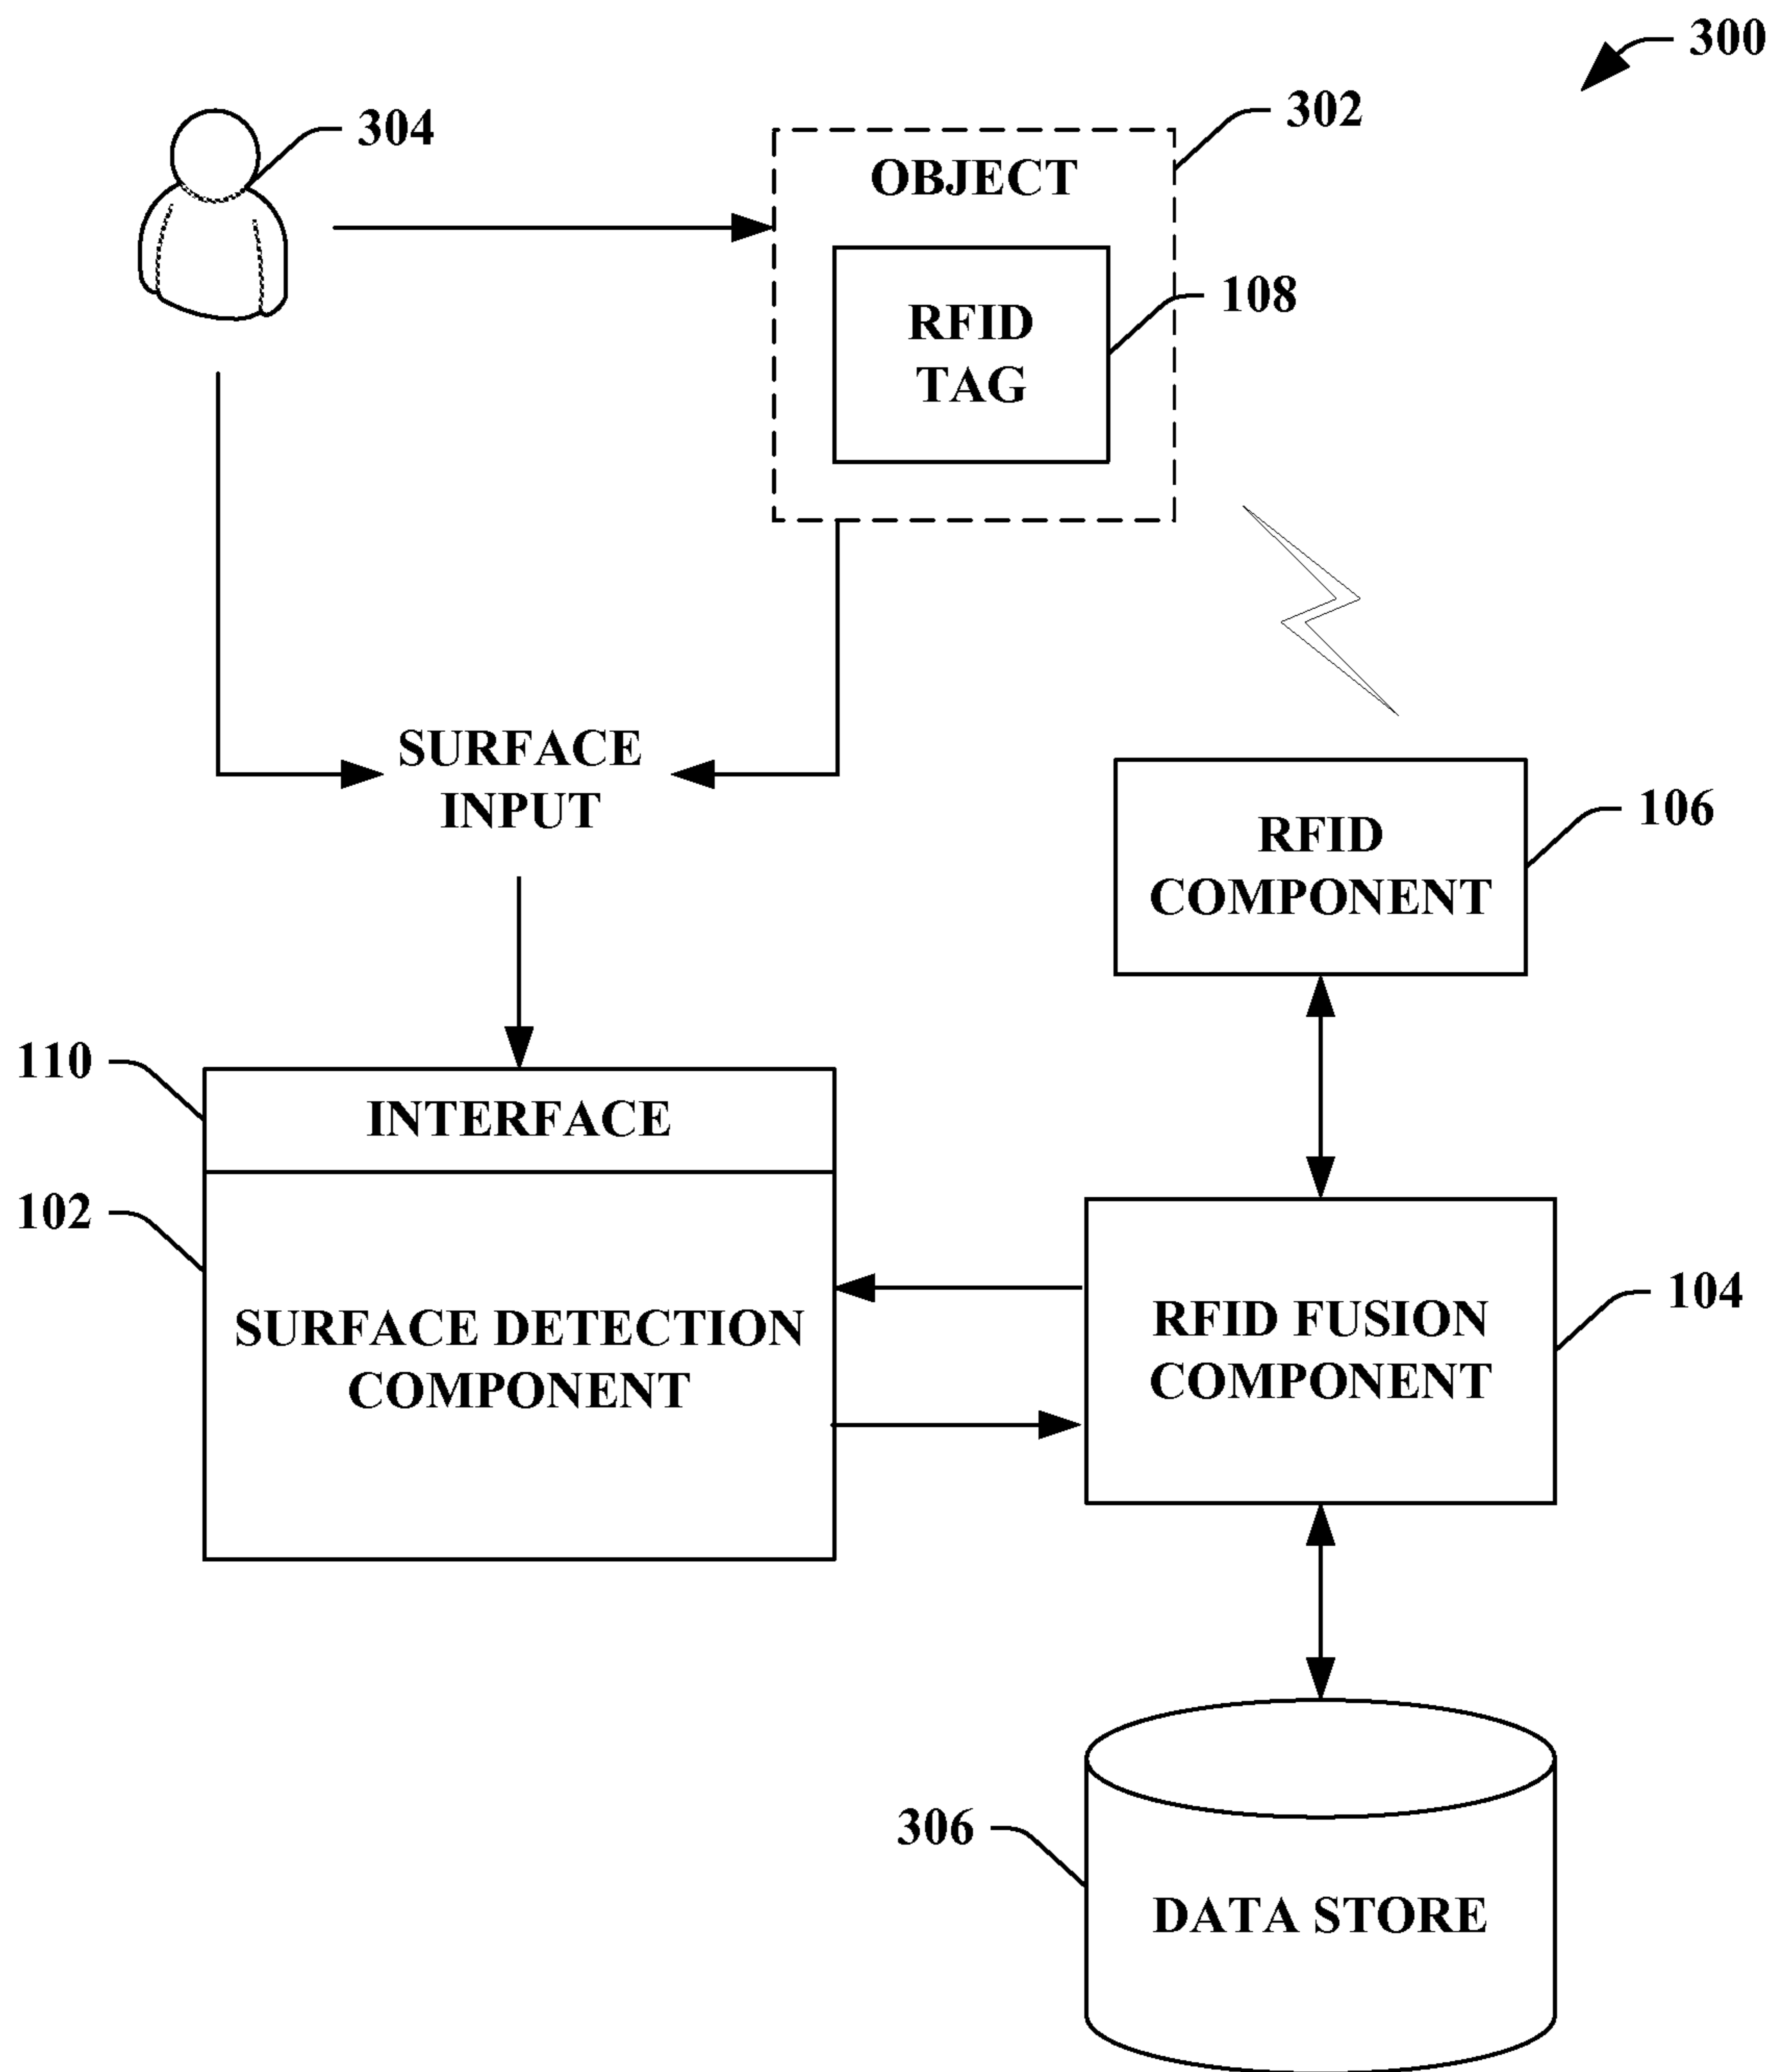 300
304
302
OBJECT
108
RFID
TAG
SURFACE
INPUT
106
RFID
COMPONENT
110
INTERFACE
102
SURFACE DETECTION
COMPONENT
104
RFID FUSION
COMPONENT
306
DATA STORE